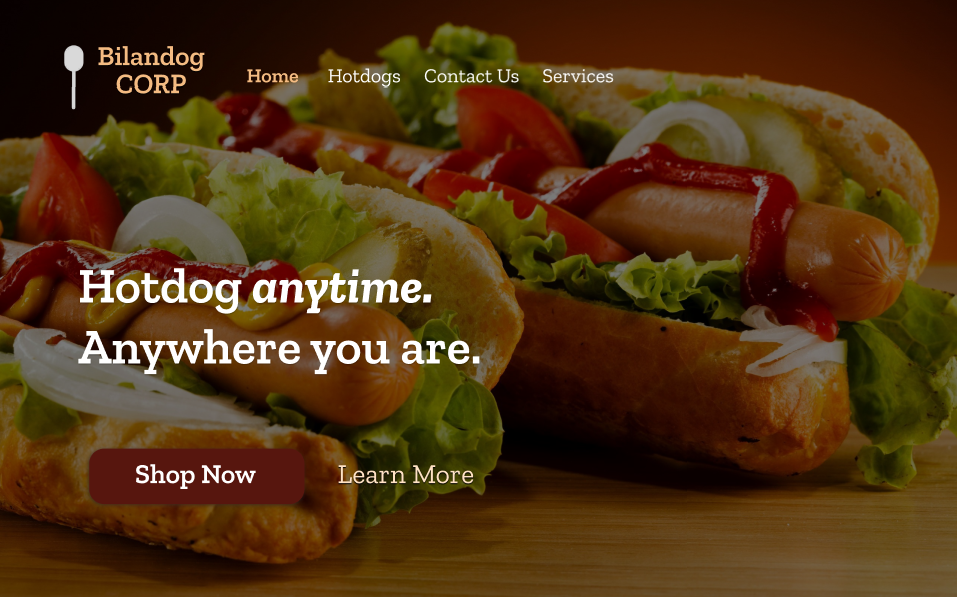 Bilandog
CORP
Home Hotdogs Contact Us Services
Hotdog anytime.
Anywhere you are.
Shop Now Learn More